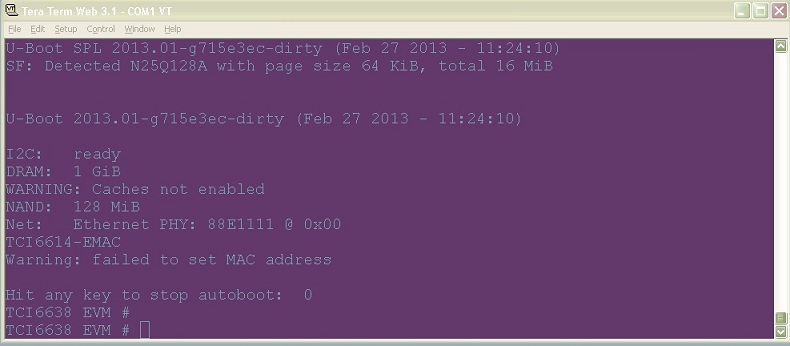 Tera Term Web 3.1 - COM1 VT
File Edit Setup Control Window Help
U-Boot SPL 2013.01-g715e3ec-dirty (Feb 27 2013 - 11:24:10)
SF: Detected N25Q128A with page size 64 KiB, total 16 MiB
U-Boot 2013.01-g715e3ec-dirty (Feb 27 2013 - 11:24:10)
I2C:   ready
DRAM:  1 GiB
WARNING: Caches not enabled
NAND:  128 MiB
Net:   Ethernet PHY: 88E1111 @ 0x00
TCI6614-EMAC
Warning: failed to set MAC address
Hit any key to stop autoboot:  0
TCI6638 EVM #
TCI6638 EVM #